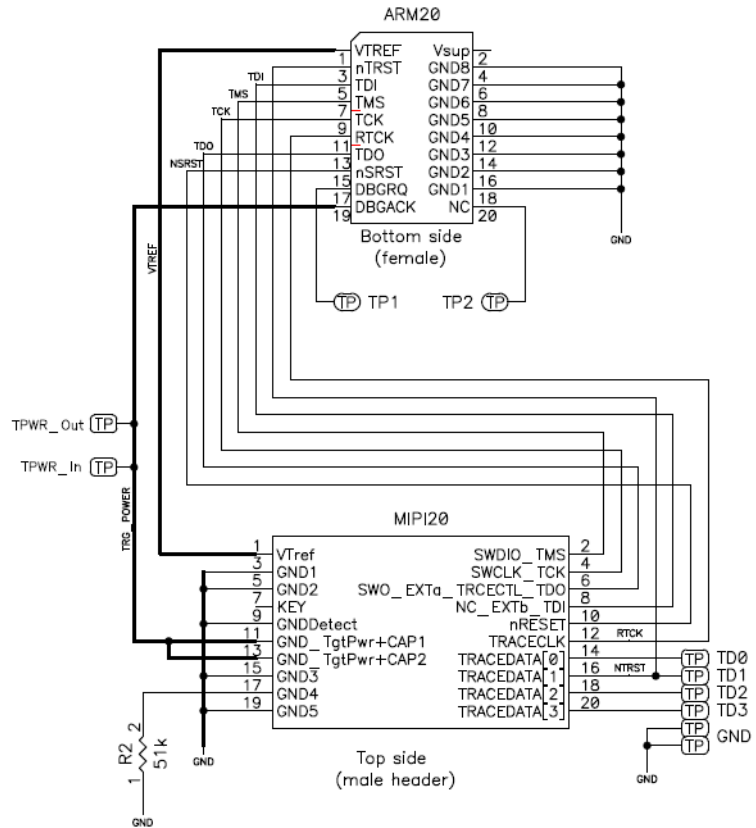 ARM20
VTREF Vsup
1 nTRST GND8 2
TDI 3 TDI GND7 4
TMS 5 TMS GND6 6
TCK 7 TCK GND5 8
9 RTCK GND4 10
TDO 11 TDO GND3 12
NSRST 13 nSRST GND2 14
15 DBGRQ GND1 16
17 DBGACK NC 18
19 20
Bottom side
(female)
GND
VTREF
TP TP1 TP2 TP
TPWR_Out TP
TPWR_In TP
TRG_POWER
MIPI20
1 VTref SWDIO_TMS 2
3 GND1 SWCLK_TCK 4
5 GND2 SWO_EXTa_TRCECTL_TDO 6
7 KEY NC_EXTb_TDI 8
9 GNDDetect nRESET 10
11 GND_TgtPwr+CAP1 TRACECLK 12 RTCK
13 GND_TgtPwr+CAP2 TRACEDATA[0] 14 TP TD0
15 GND3 TRACEDATA[1] 16 NTRST TP TD1
17 GND4 TRACEDATA[2] 18 TP TD2
19 GND5 TRACEDATA[3] 20 TP TD3
TP
GND
TP
2
R2
51k
1
GND
GND
GND
Top side
(male header)